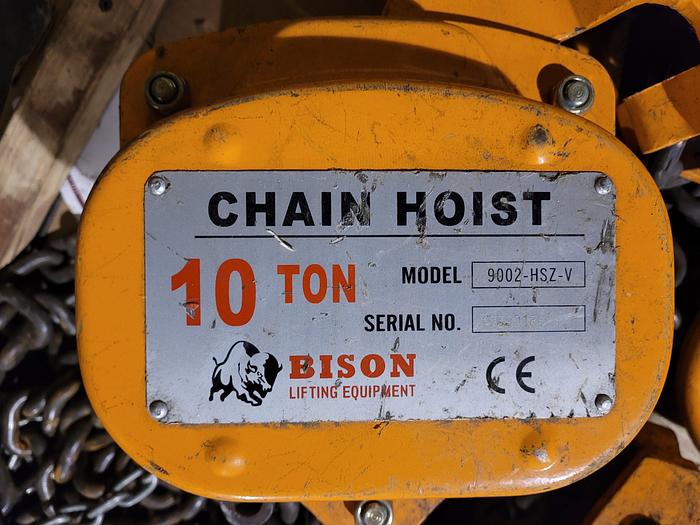 CHAIN HOIST
10 TON
MODEL 9002-HSZ-V
SERIAL NO.
BISON
LIFTING EQUIPMENT
CE